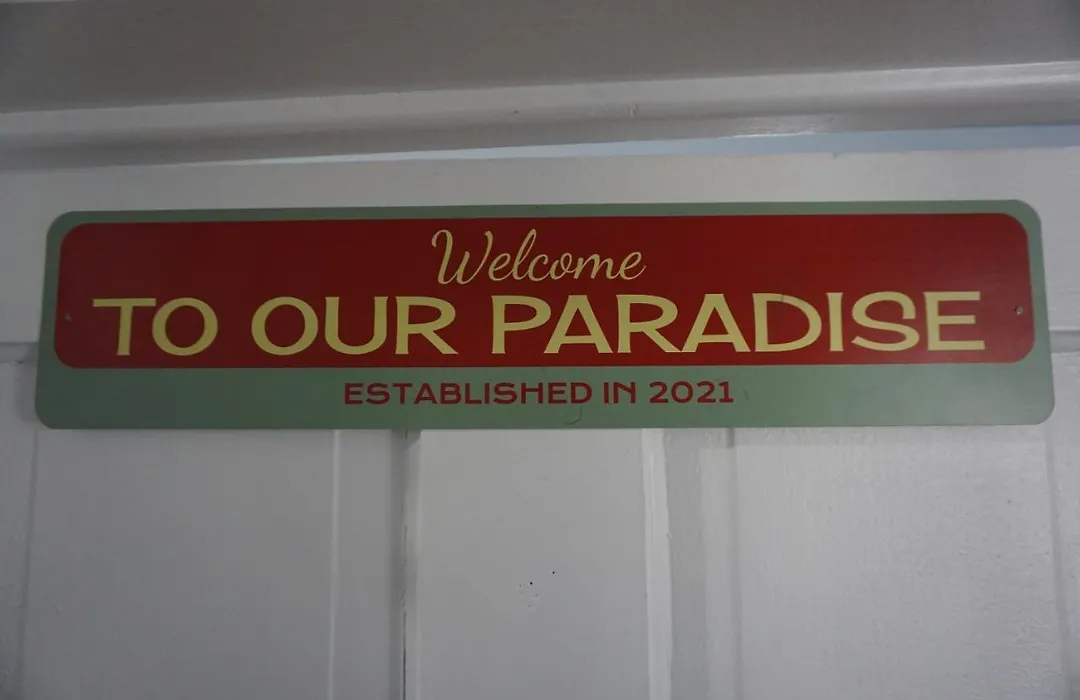 Welcome
TO OUR PARADISE
ESTABLISHED IN 2021